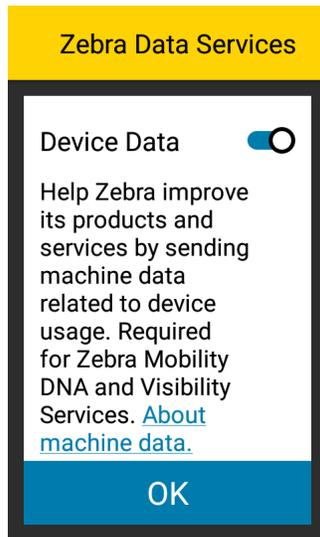 Zebra Data Services
Device Data
Help Zebra improve
its products and
services by sending
machine data
related to device
usage. Required
for Zebra Mobility
DNA and Visibility
Services. About
machine data.
OK